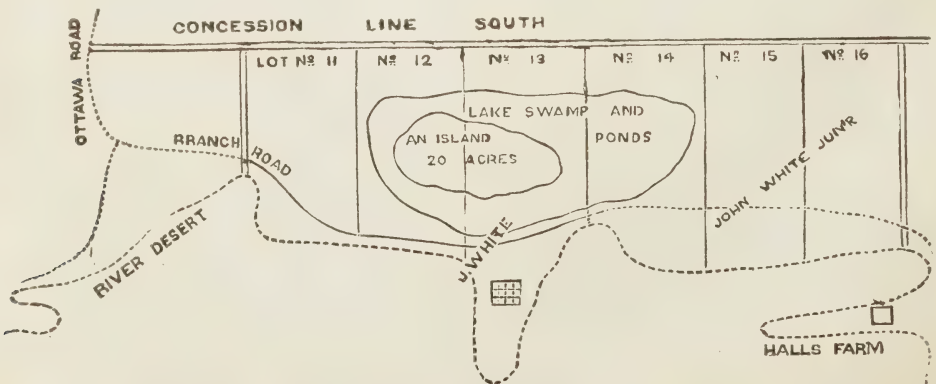 CONCESSION LINE SOUTH
OTTAWA ROAD
LOT Nº 11 Nº 12 Nº 13 Nº 14 Nº 15 Nº 16
LAKE SWAMP AND PONDS
AN ISLAND
20 ACRES
BRANCH ROAD
RIVER DESERT
J. WHITE
JOHN WHITE JUNR
HALLS FARM